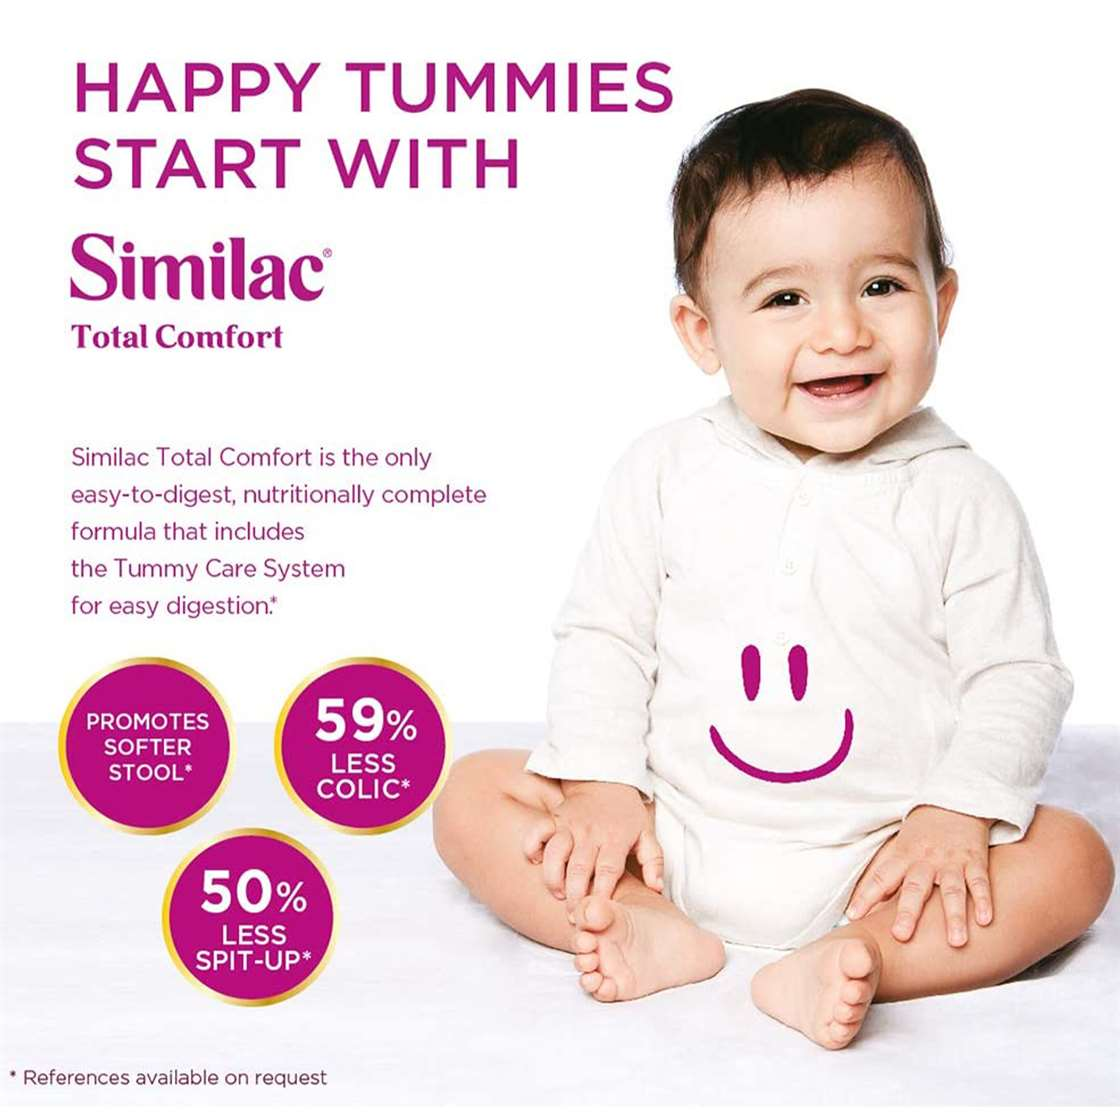 HAPPY TUMMIES
START WITH
Similac®
Total Comfort
Similac Total Comfort is the only
easy-to-digest, nutritionally complete
formula that includes
the Tummy Care System
for easy digestion.*
PROMOTES
SOFTER
STOOL*
59%
LESS
COLIC*
50%
LESS
SPIT-UP*
* References available on request